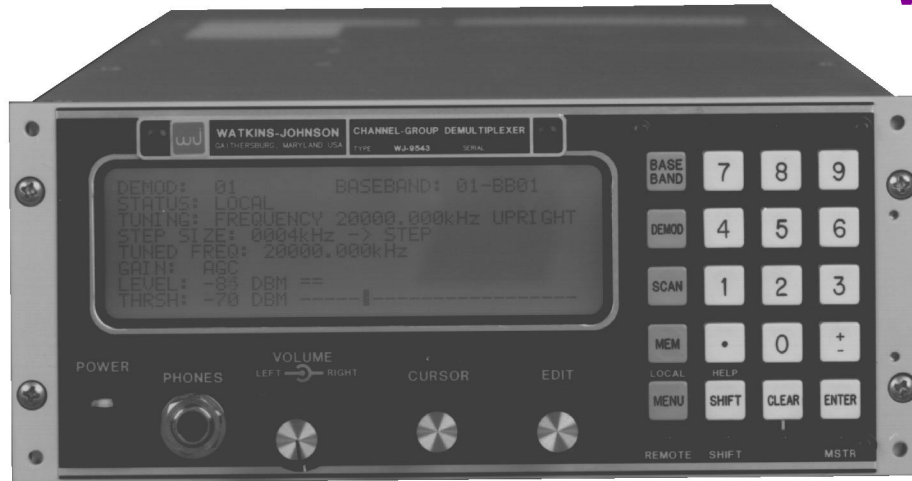 wj WATKINS-JOHNSON CHANNEL-GROUP DEMULTIPLEXER
GAITHERSBURG, MARYLAND USA TYPE WJ-9543 SERIAL
DEMOD: 01 BASEBAND: 01-BB01
STATUS: LOCAL
TUNING: FREQUENCY 20000.000kHz UPRIGHT
STEP SIZE: 0004kHz -> STEP
TUNED FREQ: 20000.000kHz
GAIN: AGC
LEVEL: DBM ==
THRSH: -70 DBM
BASE BAND 7 8 9
DEMOD 4 5 6
SCAN 1 2 3
MEM . 0 + -
LOCAL HELP
MENU SHIFT CLEAR ENTER
REMOTE SHIFT MSTR
POWER
PHONES
VOLUME
LEFT RIGHT
CURSOR
EDIT